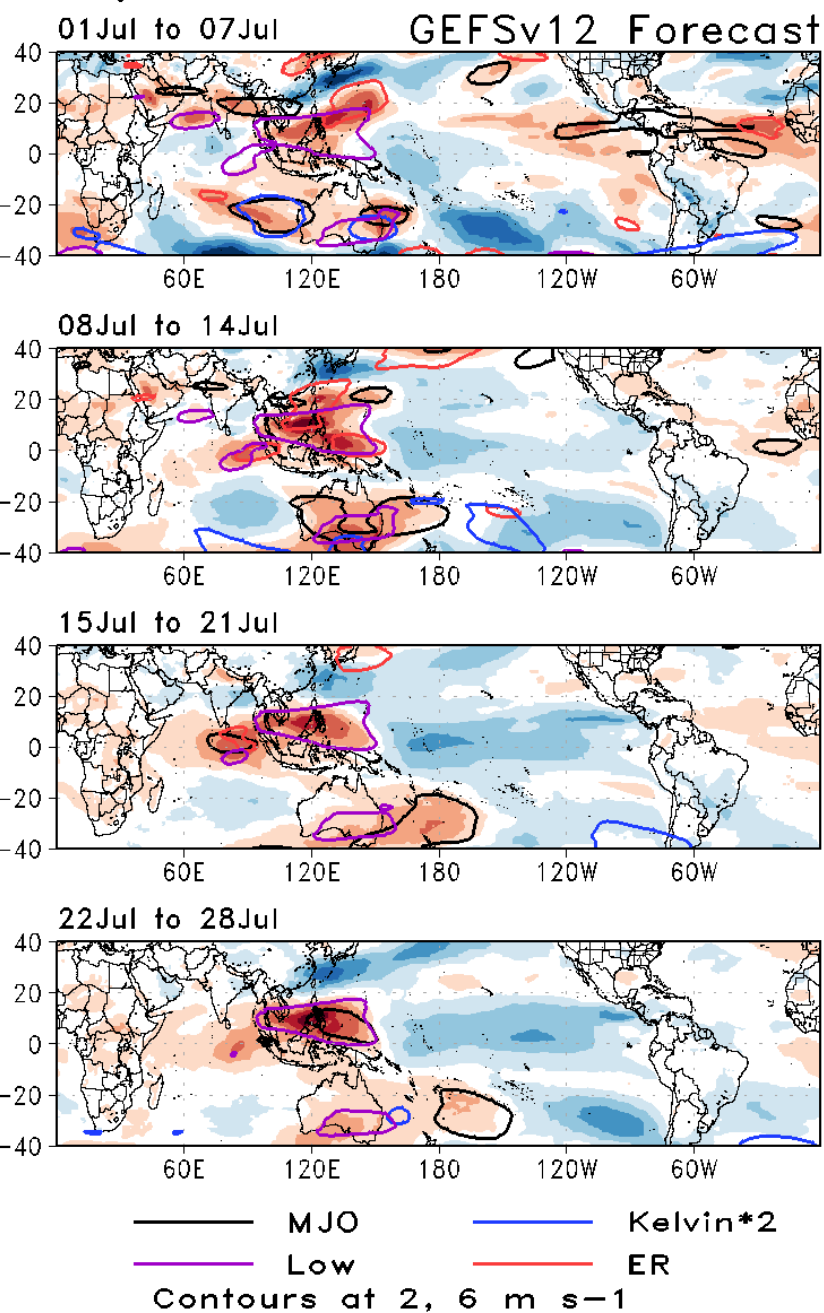 01Jul to 07Jul GEFSv12 Forecast
40
20
0
-20
-40
60E 120E 180 120W 60W
08Jul to 14Jul
40
20
0
-20
-40
60E 120E 180 120W 60W
15Jul to 21Jul
40
20
0
-20
-40
60E 120E 180 120W 60W
22Jul to 28Jul
40
20
0
-20
-40
60E 120E 180 120W 60W
MJO Kelvin*2
Low ER
Contours at 2, 6 m s-1